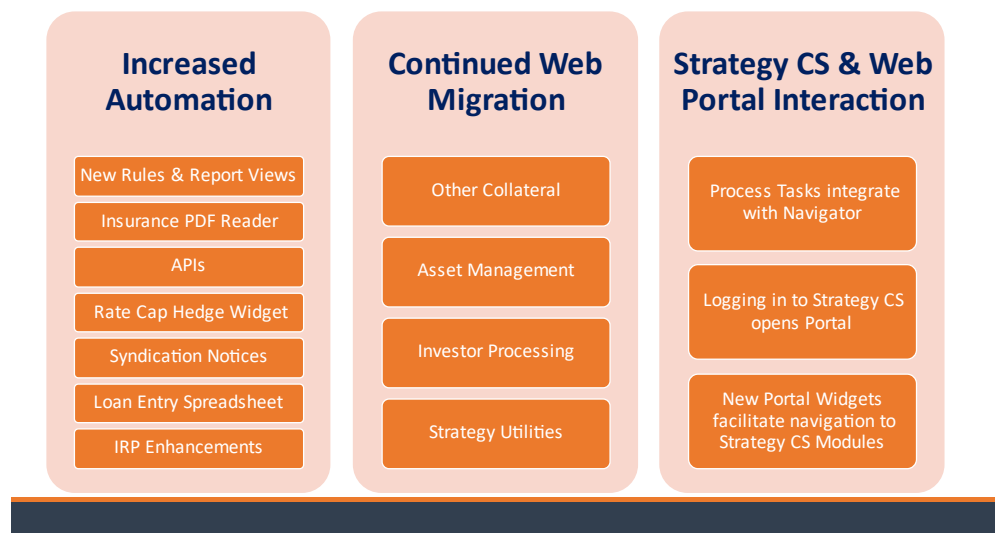 Increased
Automation
New Rules & Report Views
Insurance PDF Reader
APIs
Rate Cap Hedge Widget
Syndication Notices
Loan Entry Spreadsheet
IRP Enhancements
Continued Web
Migration
Other Collateral
Asset Management
Investor Processing
Strategy Utilities
Strategy CS & Web
Portal Interaction
Process Tasks integrate
with Navigator
Logging in to Strategy CS
opens Portal
New Portal Widgets
facilitate navigation to
Strategy CS Modules